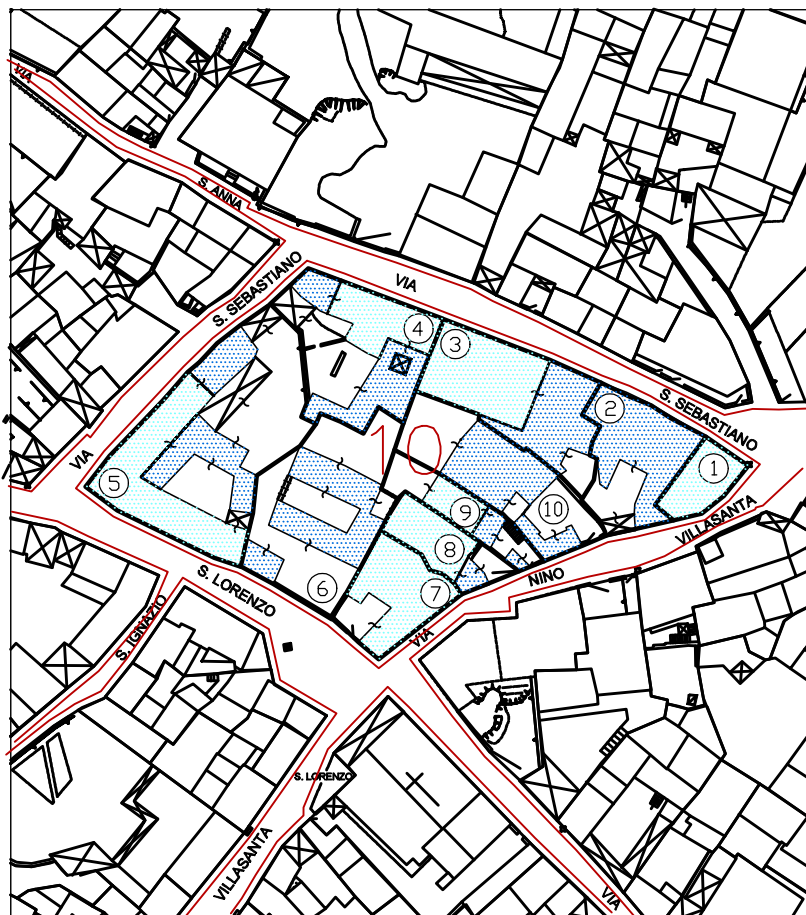 VIA
S. ANNA
S. SEBASTIANO
VIA
4
3
2
S. SEBASTIANO
10
1
VIA
5
9
10
VILLASANTA
8
NINO
S. LORENZO
6
7
VIA
S. IGNAZIO
S. LORENZO
VILLASANTA
VIA